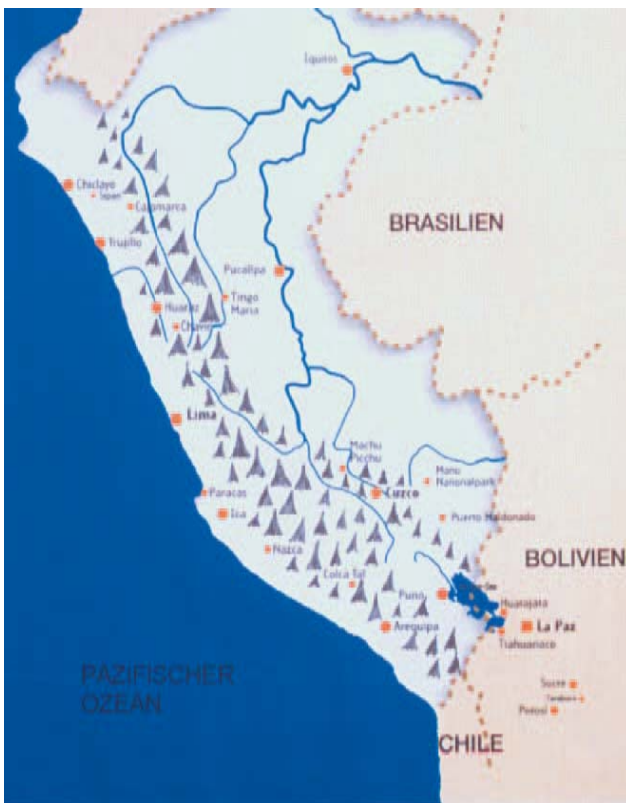 Iquitos
BRASILIEN
Chiclayo
Sipan
Cajamarca
Trujillo
Pucallpa
Huaraz
Tingo
Maria
Chavin
Lima
Machu
Picchu
Manu
Nationalpark
Cuzco
Paracas
Ica
Puerto Maldonado
Nazca
BOLIVIEN
Colca Tal
Puno
Huatajata
Arequipa
La Paz
Tiahuanaco
PAZIFISCHER
OZEAN
Sucre
Potosi
CHILE